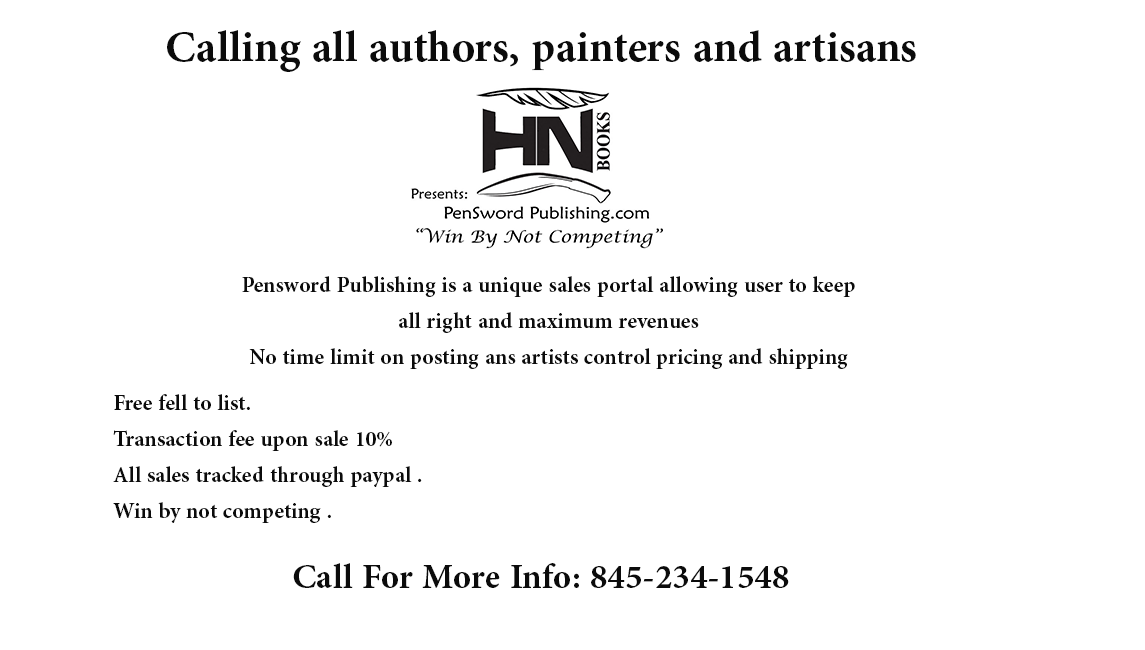 Calling all authors, painters and artisans
HN BOOKS
Presents:
PenSword Publishing.com
“Win By Not Competing”
Pensword Publishing is a unique sales portal allowing user to keep
all right and maximum revenues
No time limit on posting ans artists control pricing and shipping
Free fell to list.
Transaction fee upon sale 10%
All sales tracked through paypal .
Win by not competing .
Call For More Info: 845-234-1548